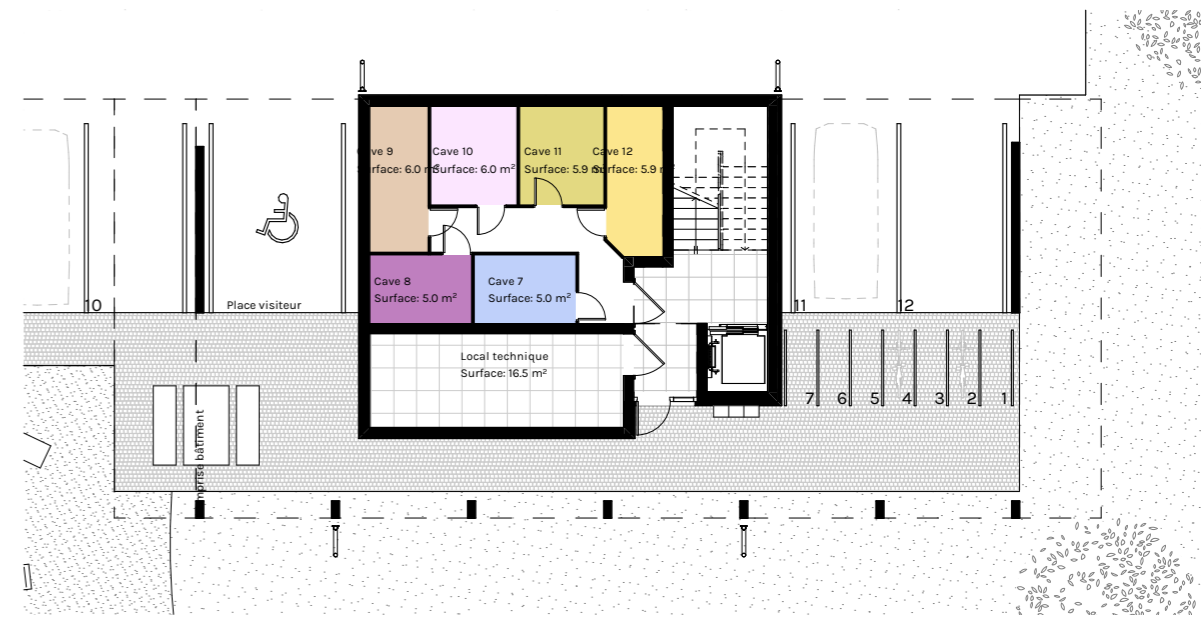 Cave 9
Surface: 6.0 m²
Cave 10
Surface: 6.0 m²
Cave 11
Surface: 5.9 m²
Cave 12
Surface: 5.9 m²
Cave 8
Surface: 5.0 m²
Cave 7
Surface: 5.0 m²
10
Place visiteur
11
12
Local technique
Surface: 16.5 m²
7
6
5
4
3
2
1
mprise bâtiment